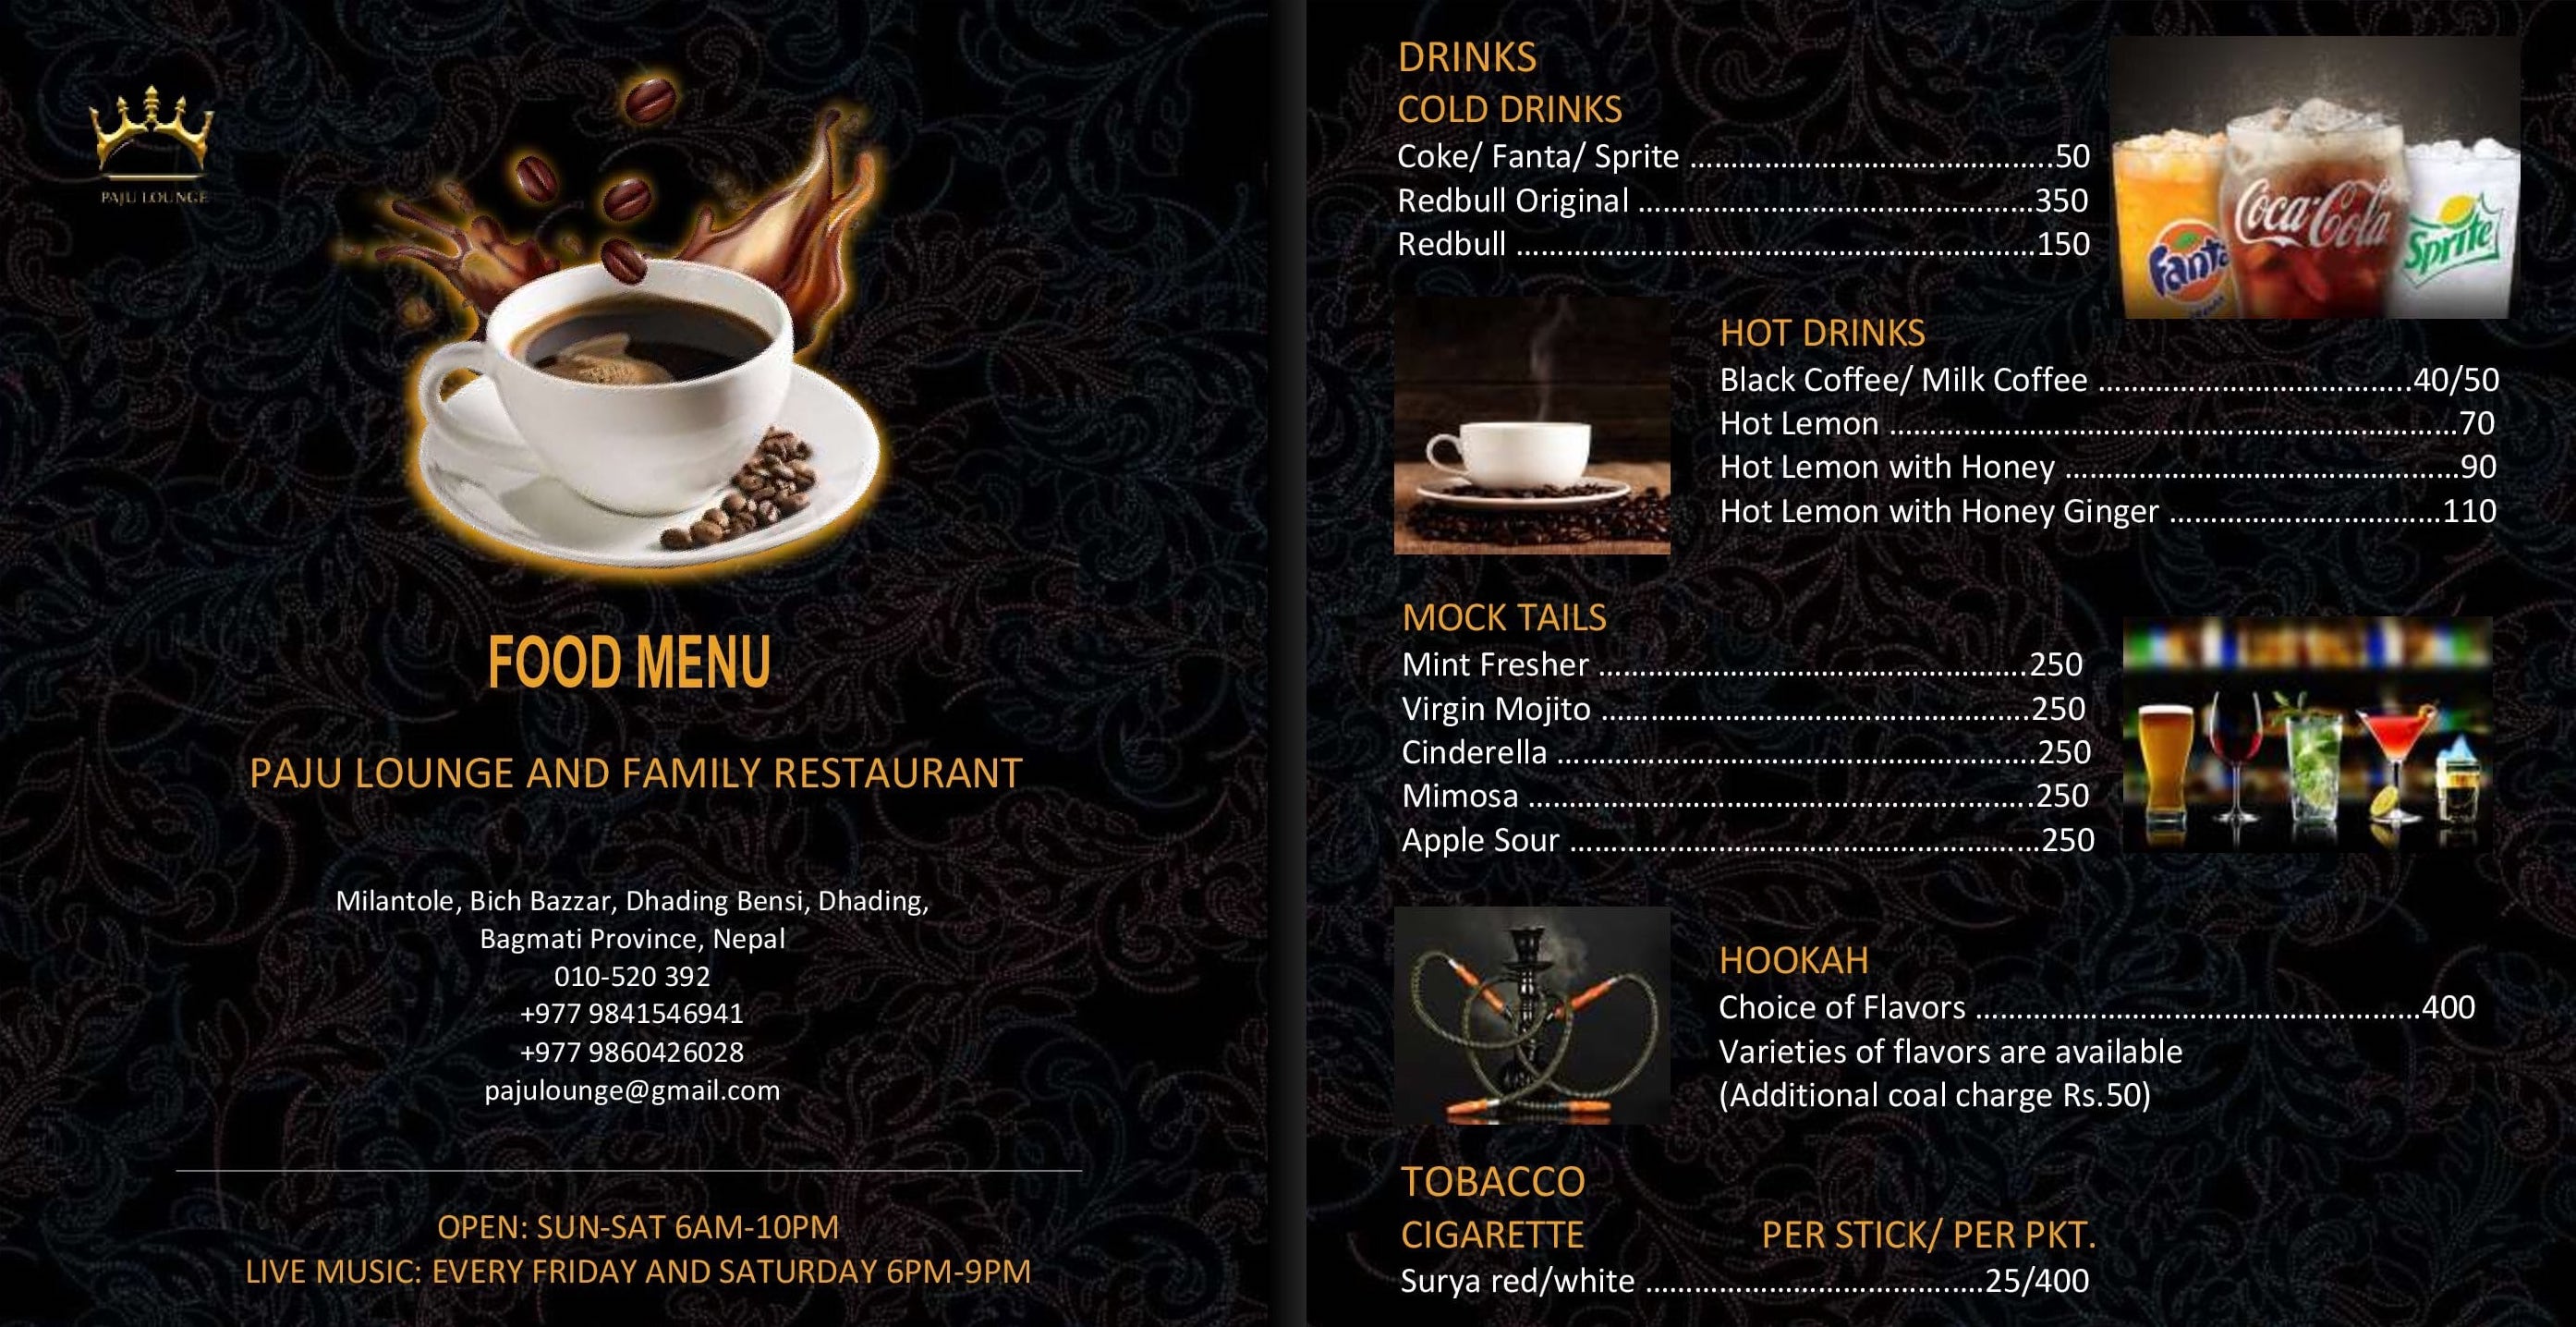 PAJU LOUNGE
FOOD MENU
PAJU LOUNGE AND FAMILY RESTAURANT
Milantole, Bich Bazzar, Dhading Bensi, Dhading,
Bagmati Province, Nepal
010-520 392
+977 9841546941
+977 9860426028
pajulounge@gmail.com
OPEN: SUN-SAT 6AM-10PM
LIVE MUSIC: EVERY FRIDAY AND SATURDAY 6PM-9PM
DRINKS
COLD DRINKS
Coke/ Fanta/ Sprite ……………………………………..50
Redbull Original …………………………………………350
Redbull ………………………………………………………150
Fanta
Coca-Cola
Sprite
HOT DRINKS
Black Coffee/ Milk Coffee ………………………………..40/50
Hot Lemon ……………………………………………………………70
Hot Lemon with Honey …………………………………………90
Hot Lemon with Honey Ginger ……………………………110
MOCK TAILS
Mint Fresher …………………………………………….250
Virgin Mojito …………………………………………….250
Cinderella ………………………………………………….250
Mimosa …………………………………………………….250
Apple Sour …………………………………………………250
HOOKAH
Choice of Flavors ………………………………………………400
Varieties of flavors are available
(Additional coal charge Rs.50)
TOBACCO
CIGARETTE PER STICK/ PER PKT.
Surya red/white …………………………………..25/400